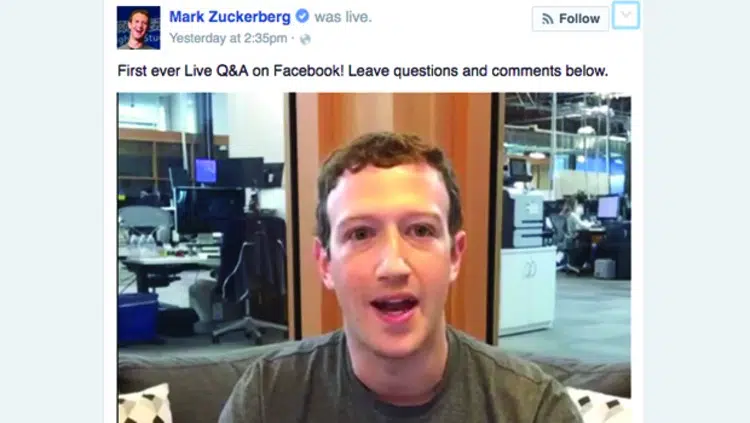 Mark Zuckerberg was live.
Follow
Yesterday at 2:35pm ·
First ever Live Q&A on Facebook! Leave questions and comments below.